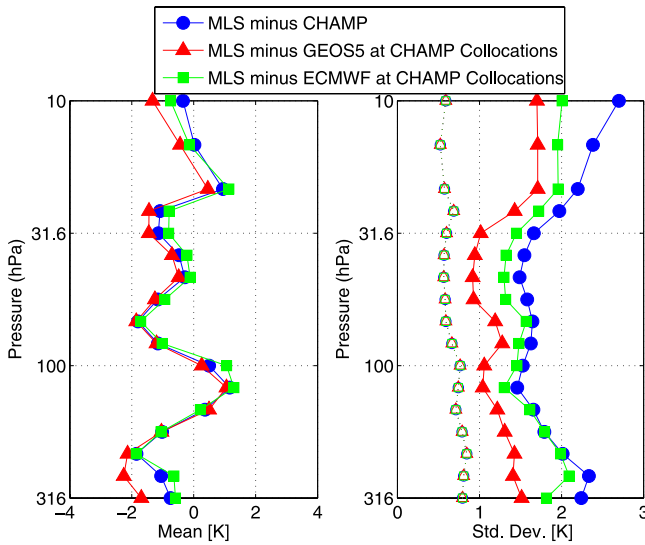 MLS minus CHAMP
MLS minus GEOS5 at CHAMP Collocations
MLS minus ECMWF at CHAMP Collocations
10
31.6
100
316
Pressure (hPa)
−4
−2
0
2
4
Mean [K]
10
31.6
100
316
Pressure (hPa)
0
1
2
3
Std. Dev. [K]